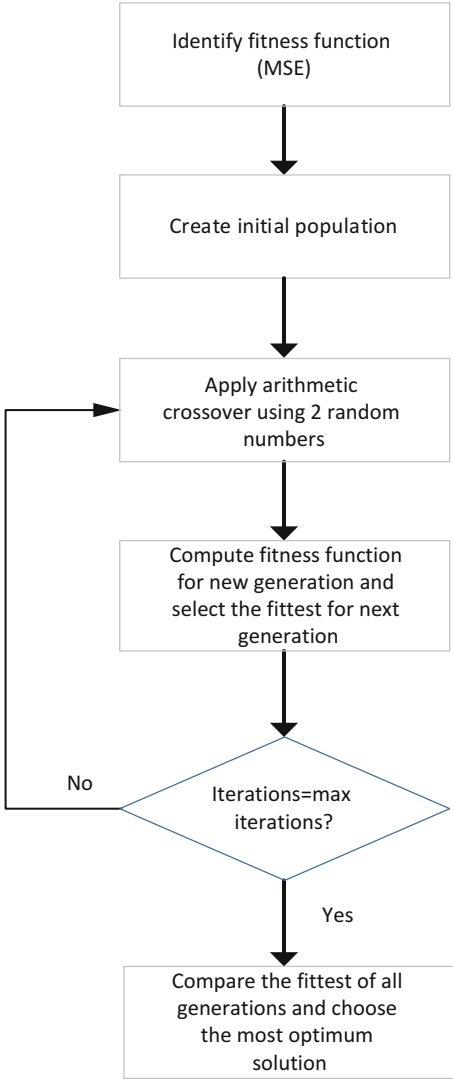 Identify fitness function
(MSE)
Create initial population
Apply arithmetic
crossover using 2 random
numbers
Compute fitness function
for new generation and
select the fittest for next
generation
Iterations=max
iterations?
No
Yes
Compare the fittest of all
generations and choose
the most optimum
solution